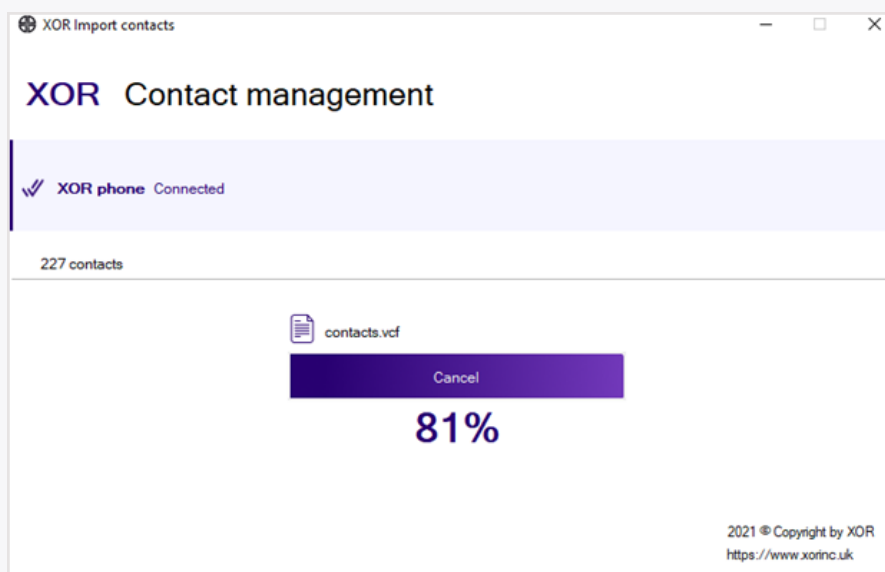 XOR Import contacts
XOR Contact management
XOR phone Connected
227 contacts
contacts.vcf
Cancel
81%
2021 ® Copyright by XOR
https://www.xorinc.uk